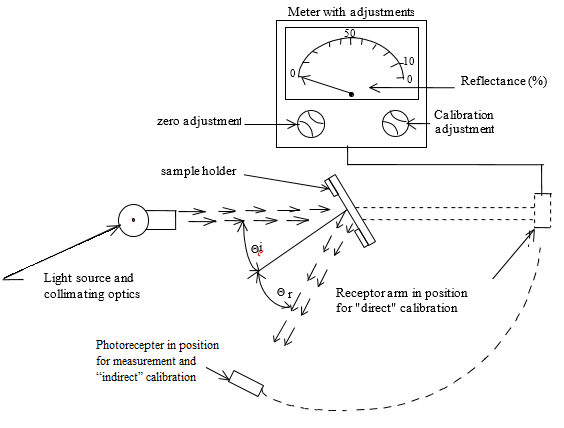 Meter with adjustments
50
10
0
0
Reflectance (%)
zero adjustment
Calibration
adjustment
sample holder
Θi
Θr
Light source and
collimating optics
Receptor arm in position
for "direct" calibration
Photorecepter in position
for measurement and
“indirect” calibration